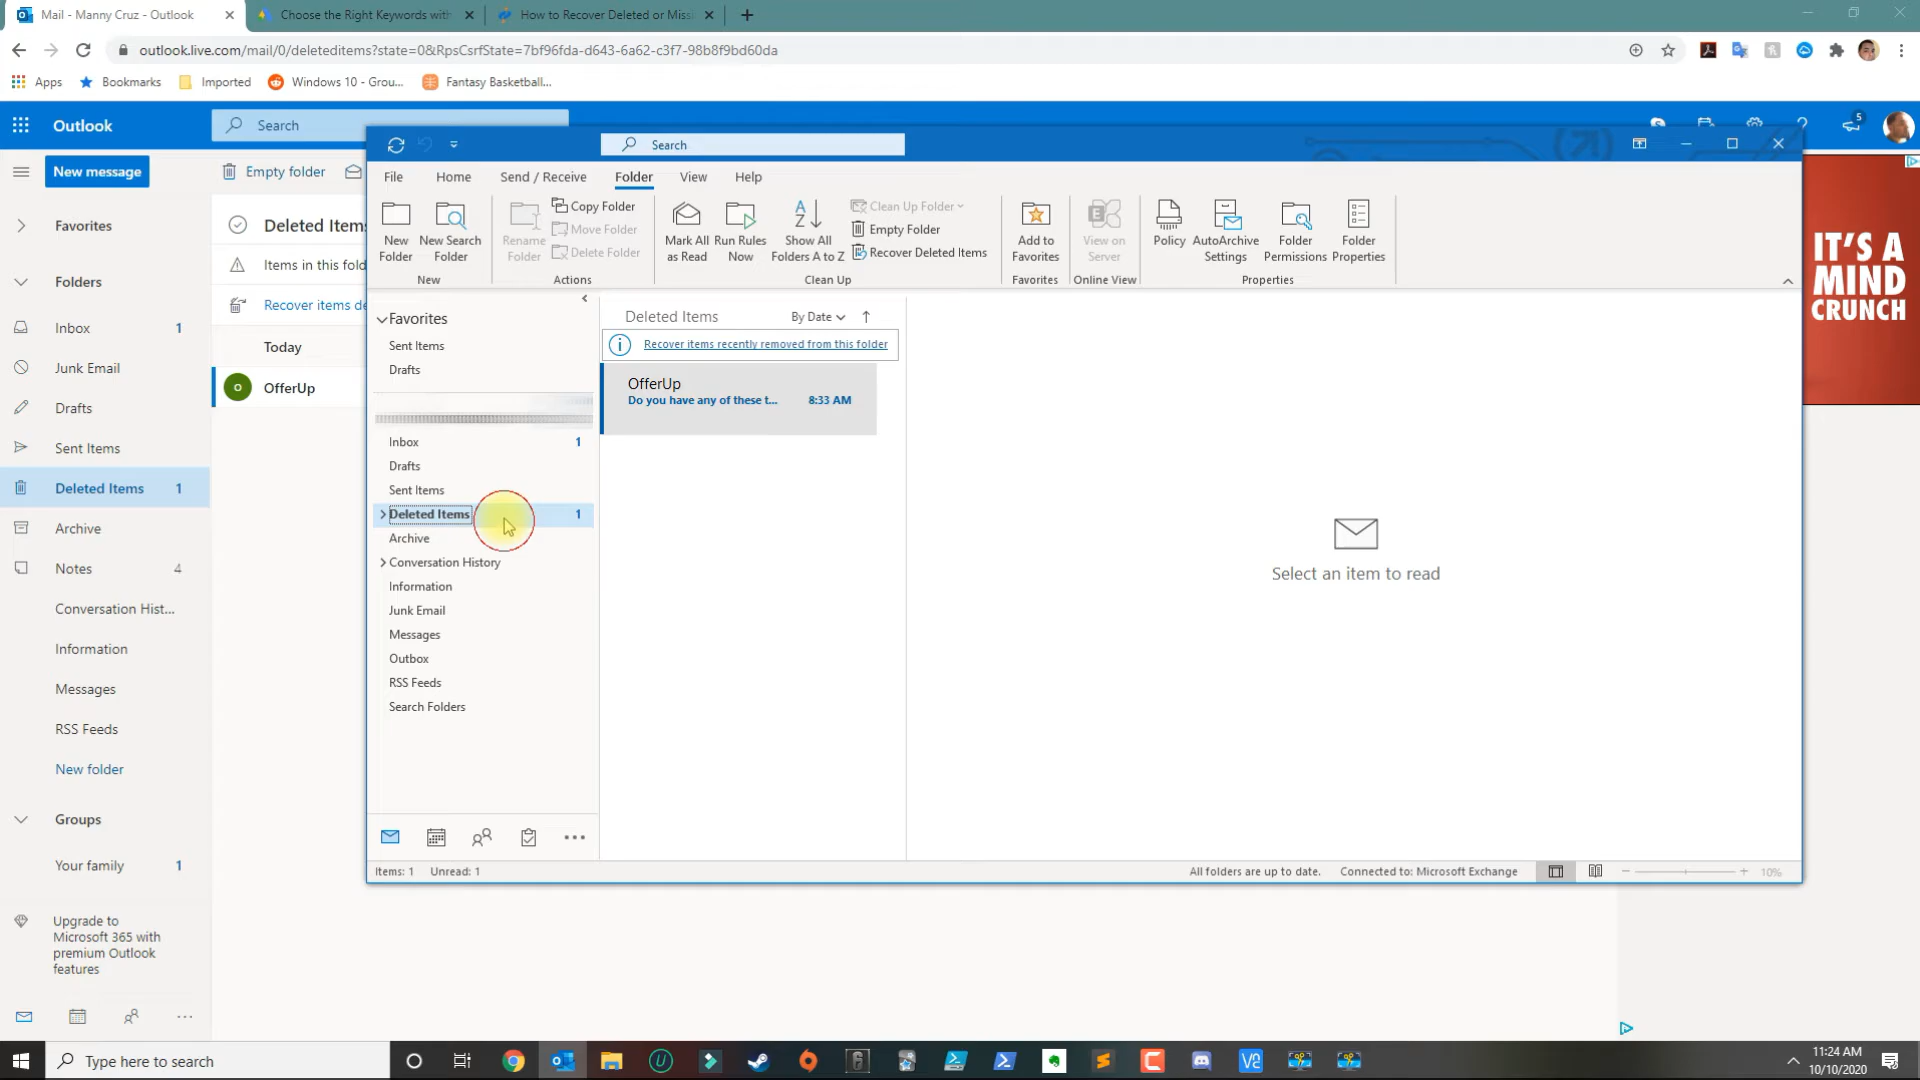 Mail - Manny Cruz - Outlook
Choose the Right Keywords with
How to Recover Deleted or Missi
outlook.live.com/mail/0/deleteditems?state=0&RpsCsrfState=7bf96fda-d643-6a62-c3f7-98b8f9bd60da
Apps
Bookmarks
Imported
Windows 10 - Grou...
Fantasy Basketball...
Outlook
Search
5
New message
Empty folder
Favorites
Folders
Inbox 1
Junk Email
Drafts
Sent Items
Deleted Items 1
Archive
Notes 4
Conversation Hist...
Information
Messages
RSS Feeds
New folder
Groups
Your family 1
Upgrade to
Microsoft 365 with
premium Outlook
features
Deleted Items
Items in this fold
Recover items de
Today
O
OfferUp
Search
File
Home
Send / Receive
Folder
View
Help
New
Folder
New Search
Folder
New
Rename
Folder
Copy Folder
Move Folder
Delete Folder
Actions
Mark All
as Read
Run Rules
Now
Show All
Folders A to Z
Clean Up Folder
Empty Folder
Recover Deleted Items
Clean Up
Add to
Favorites
Favorites
View on
Server
Online View
Policy
AutoArchive
Settings
Folder
Permissions
Folder
Properties
Properties
Favorites
Sent Items
Drafts
Inbox 1
Drafts
Sent Items
Deleted Items 1
Archive
Conversation History
Information
Junk Email
Messages
Outbox
RSS Feeds
Search Folders
Deleted Items
By Date
Recover items recently removed from this folder
OfferUp
Do you have any of these t... 8:33 AM
Select an item to read
Items: 1
Unread: 1
All folders are up to date.
Connected to: Microsoft Exchange
10%
IT'S A
MIND
CRUNCH
Type here to search
11:24 AM
10/10/2020